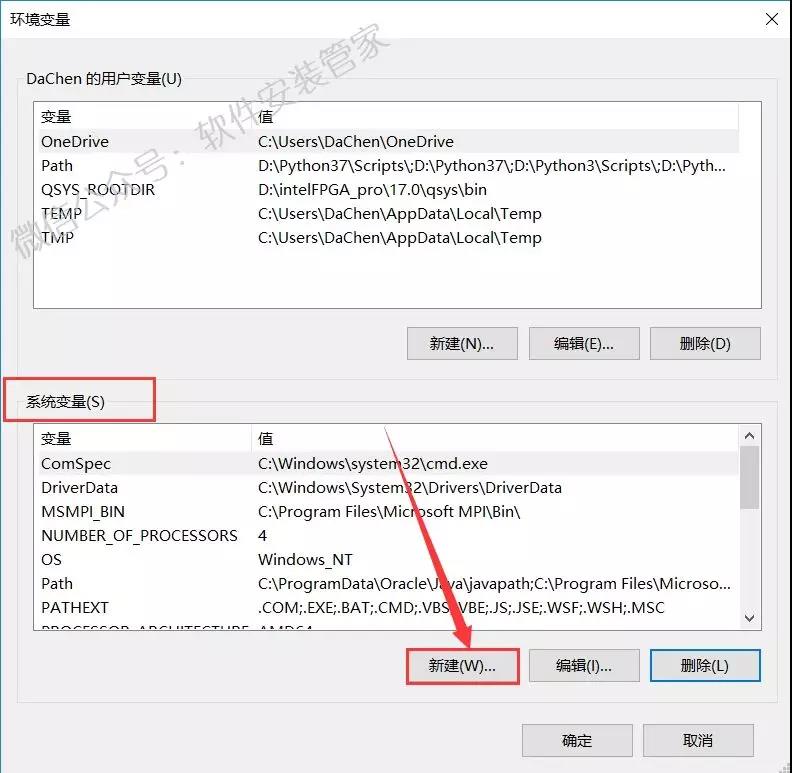 环境变量
DaChen 的用户变量(U)
变量 值
OneDrive C:\Users\DaChen\OneDrive
Path D:\Python37\Scripts\;D:\Python37\;D:\Python3\Scripts\;D:\Pyth...
QSYS_ROOTDIR D:\intelFPGA_pro\17.0\qsys\bin
TEMP C:\Users\DaChen\AppData\Local\Temp
TMP C:\Users\DaChen\AppData\Local\Temp
微信公众号：软件安装管家
新建(N)... 编辑(E)... 删除(D)
系统变量(S)
变量 值
ComSpec C:\Windows\system32\cmd.exe
DriverData C:\Windows\System32\Drivers\DriverData
MSMPI_BIN C:\Program Files\Microsoft MPI\Bin\
NUMBER_OF_PROCESSORS 4
OS Windows_NT
Path C:\ProgramData\Oracle\Java\javapath;C:\Program Files\Microso...
PATHEXT .COM;.EXE;.BAT;.CMD;.VBS;.VBE;.JS;.JSE;.WSF;.WSH;.MSC
PROCESSOR_ARCHITECTURE AMD64
新建(W)... 编辑(I)... 删除(L)
确定 取消